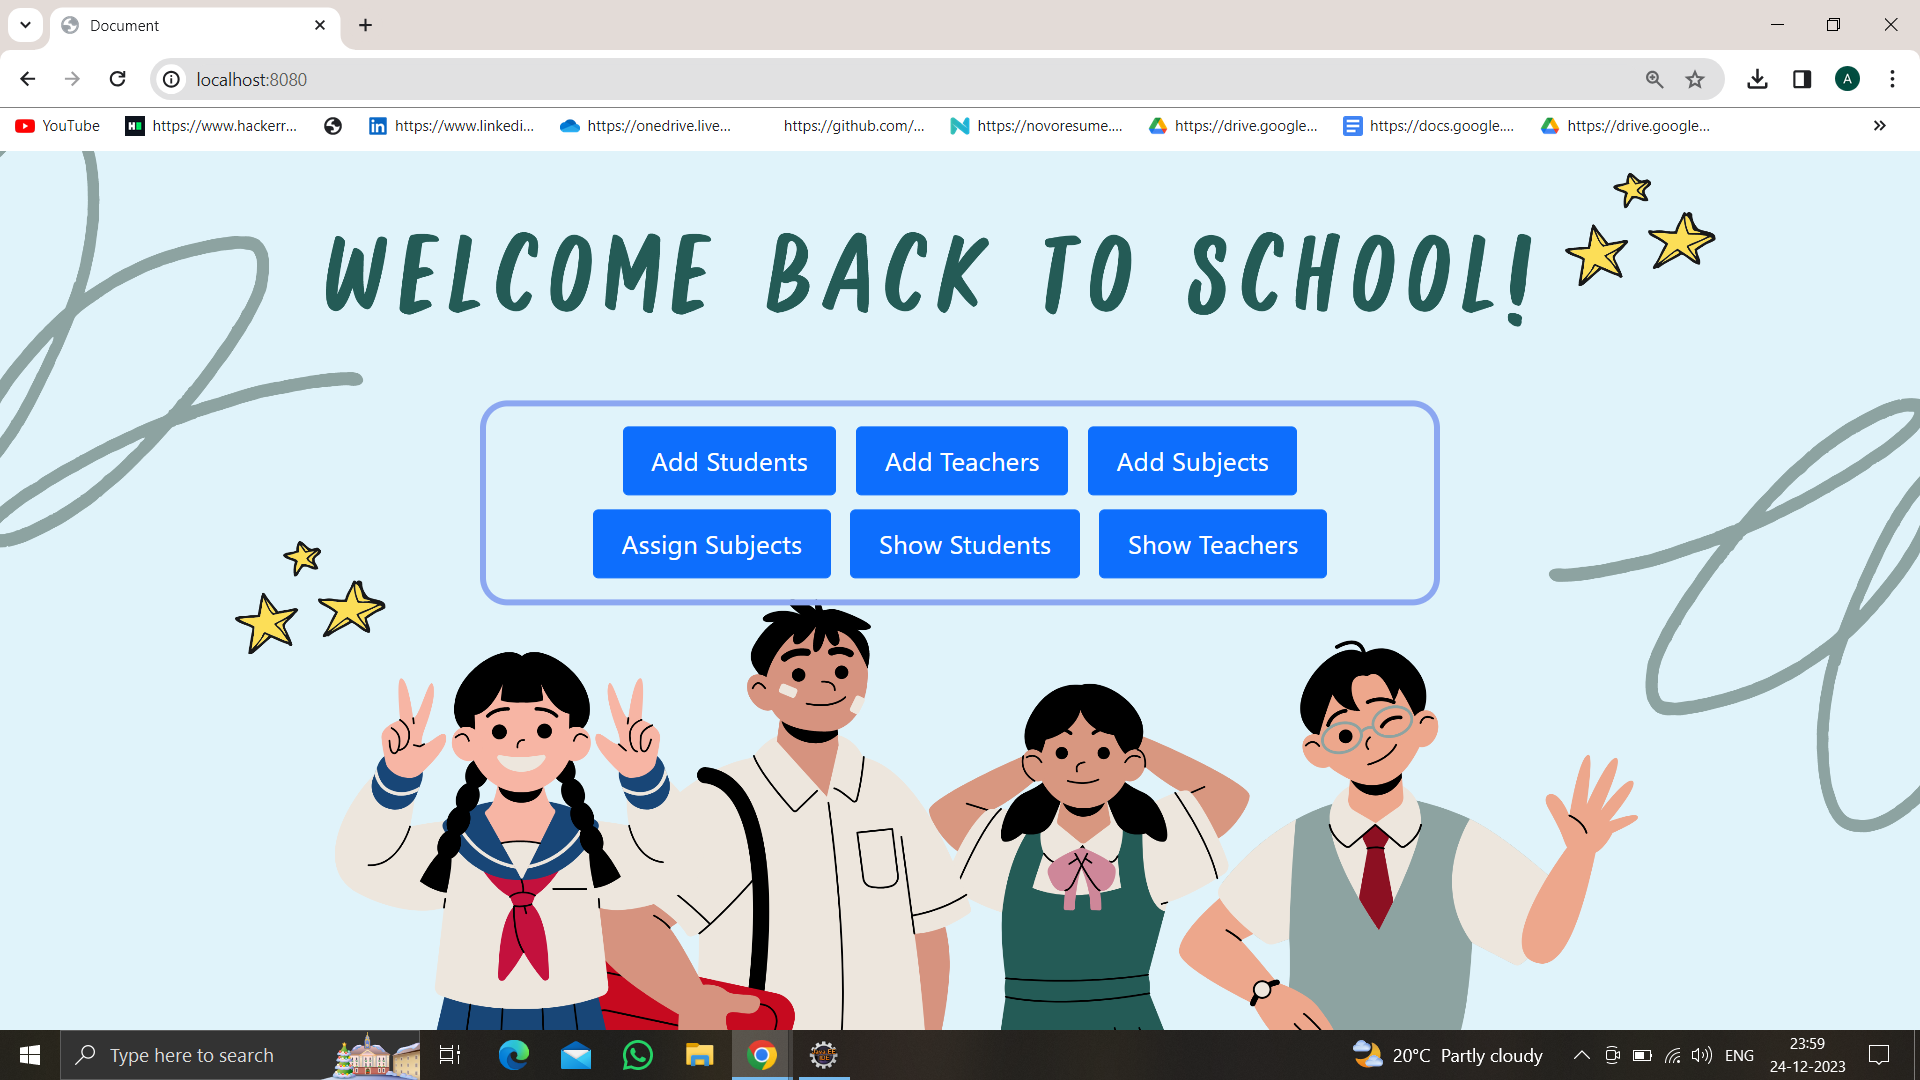 Document
localhost:8080
A
YouTube
https://www.hackerr...
https://www.linkedi...
https://onedrive.live...
https://github.com/...
https://novoresume....
https://drive.google...
https://docs.google....
https://drive.google...
WELCOME BACK TO SCHOOL!
Add Students
Add Teachers
Add Subjects
Assign Subjects
Show Students
Show Teachers
Type here to search
20°C Partly cloudy
ENG
23:59
24-12-2023